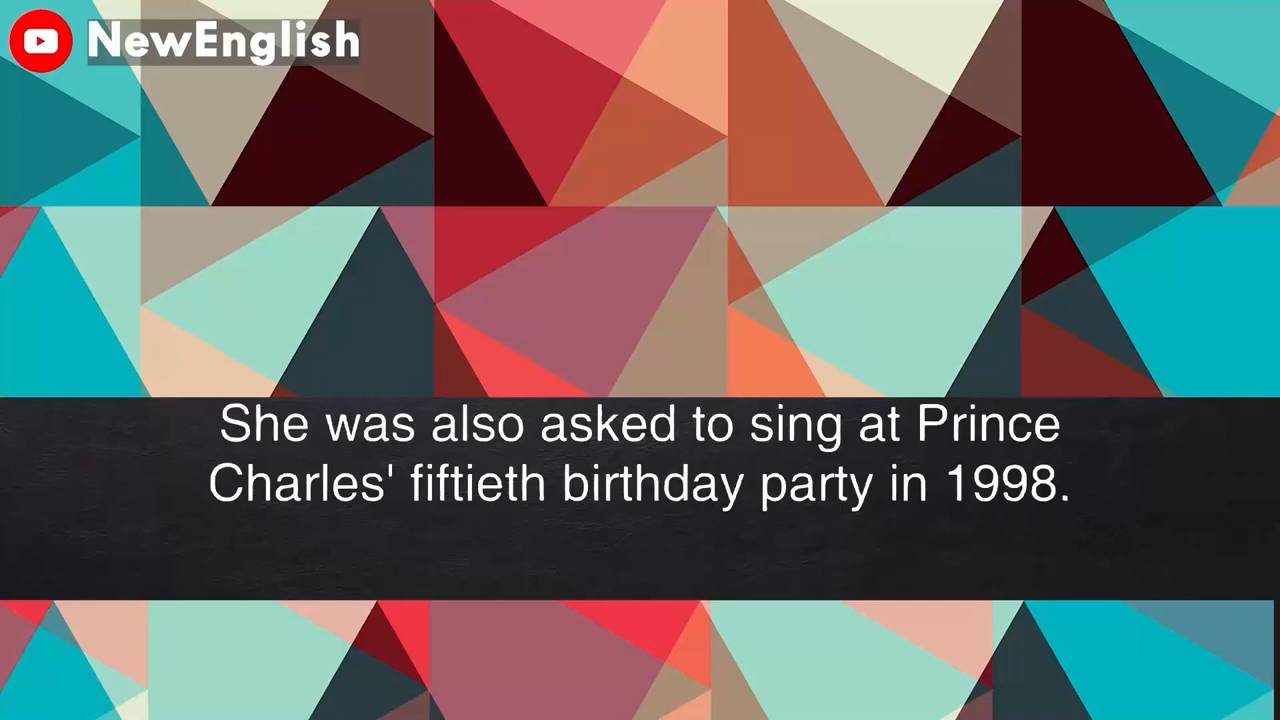 NewEnglish
She was also asked to sing at Prince
Charles' fiftieth birthday party in 1998.